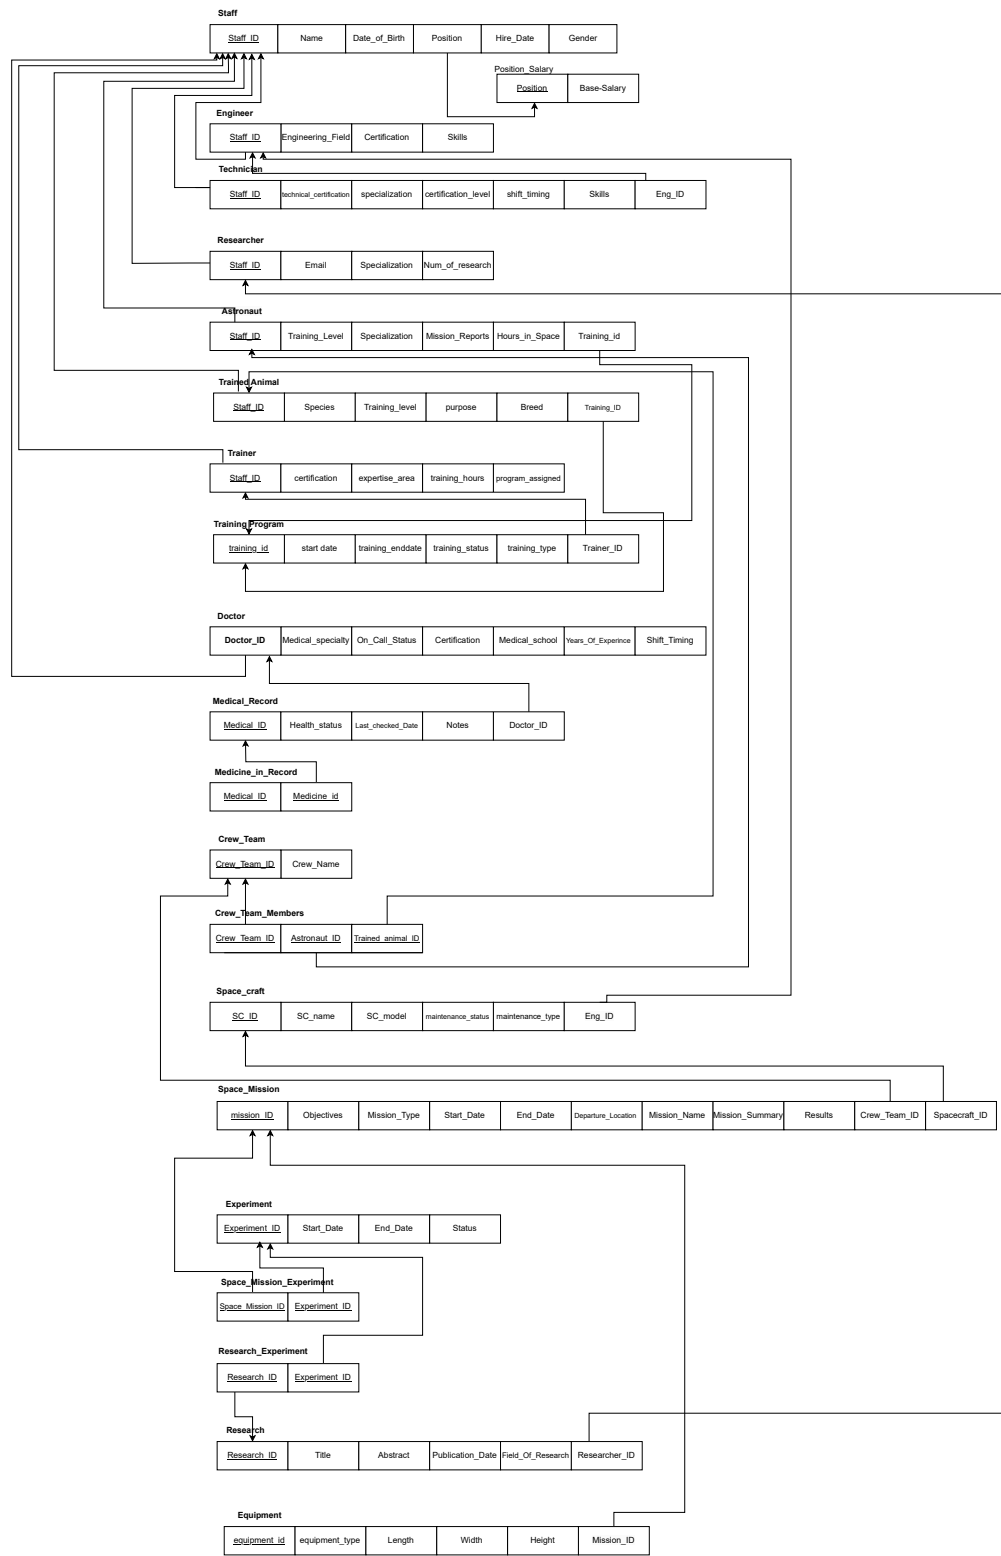 Staff
Staff_ID Name Date_of_Birth Position Hire_Date Gender
Position_Salary
Position Base-Salary
Engineer
Staff_ID Engineering_Field Certification Skills
Technician
Staff_ID technical_certification specialization certification_level shift_timing Skills Eng_ID
Researcher
Staff_ID Email Specialization Num_of_research
Astronaut
Staff_ID Training_Level Specialization Mission_Reports Hours_in_Space Training_id
Trained Animal
Staff_ID Species Training_level purpose Breed Training_ID
Trainer
Staff_ID certification expertise_area training_hours program_assigned
Training Program
training_id start date training_enddate training_status training_type Trainer_ID
Doctor
Doctor_ID Medical_specialty On_Call_Status Certification Medical_school Years_Of_Experince Shift_Timing
Medical_Record
Medical_ID Health_status Last_checked_Date Notes Doctor_ID
Medicine_in_Record
Medical_ID Medicine_id
Crew_Team
Crew_Team_ID Crew_Name
Crew_Team_Members
Crew_Team_ID Astronaut_ID Trained_animal_ID
Space_craft
SC_ID SC_name SC_model maintenance_status maintenance_type Eng_ID
Space_Mission
mission_ID Objectives Mission_Type Start_Date End_Date Departure_Location Mission_Name Mission_Summary Results Crew_Team_ID Spacecraft_ID
Experiment
Experiment_ID Start_Date End_Date Status
Space_Mission_Experiment
Space_Mission_ID Experiment_ID
Research_Experiment
Research_ID Experiment_ID
Research
Research_ID Title Abstract Publication_Date Field_Of_Research Researcher_ID
Equipment
equipment_id equipment_type Length Width Height Mission_ID